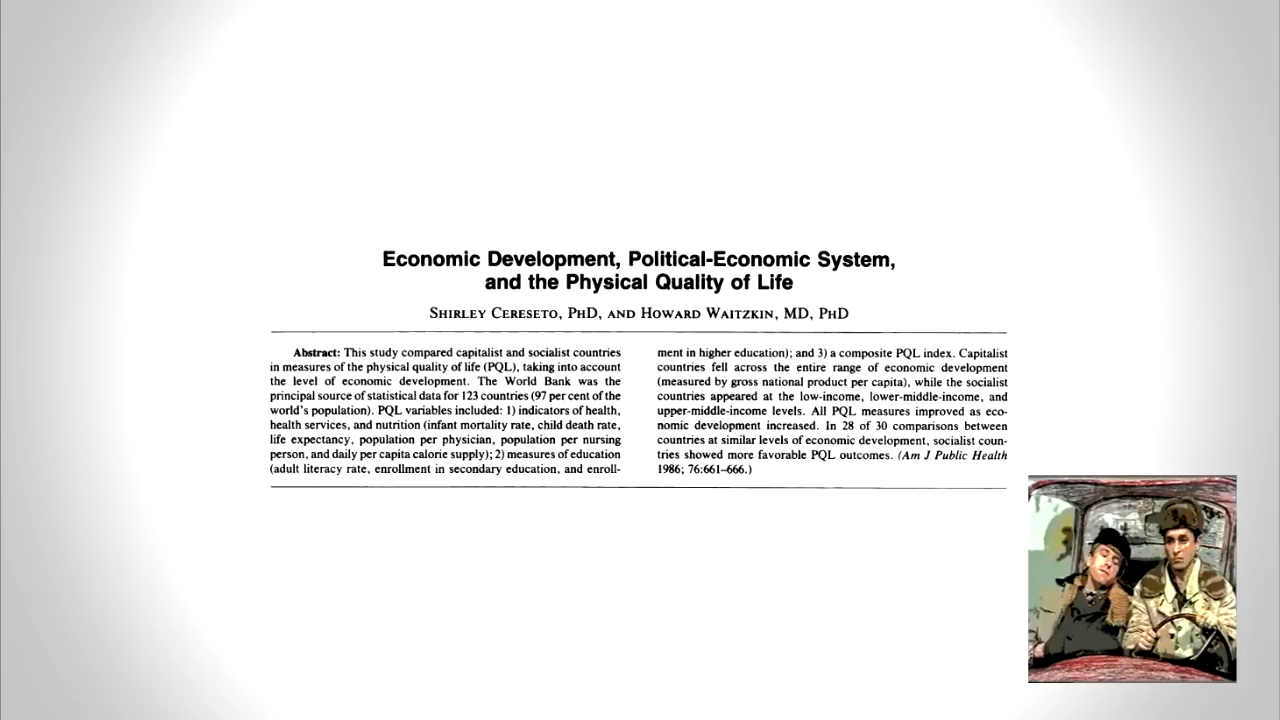 Economic Development, Political-Economic System,
and the Physical Quality of Life
SHIRLEY CERESETO, PHD, AND HOWARD WAITZKIN, MD, PHD
Abstract: This study compared capitalist and socialist countries
in measures of the physical quality of life (PQL), taking into account
the level of economic development. The World Bank was the
principal source of statistical data for 123 countries (97 per cent of the
world's population). PQL variables included: 1) indicators of health,
health services, and nutrition (infant mortality rate, child death rate,
life expectancy, population per physician, population per nursing
person, and daily per capita calorie supply); 2) measures of education
(adult literacy rate, enrollment in secondary education, and enroll-
ment in higher education); and 3) a composite PQL index. Capitalist
countries fell across the entire range of economic development
(measured by gross national product per capita), while the socialist
countries appeared at the low-income, lower-middle-income, and
upper-middle-income levels. All PQL measures improved as eco-
nomic development increased. In 28 of 30 comparisons between
countries at similar levels of economic development, socialist coun-
tries showed more favorable PQL outcomes. (Am J Public Health
1986; 76:661–666.)